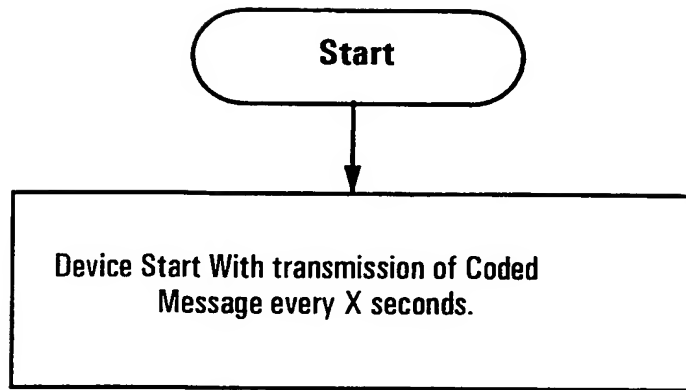 Start
Device Start With transmission of Coded
Message every X seconds.